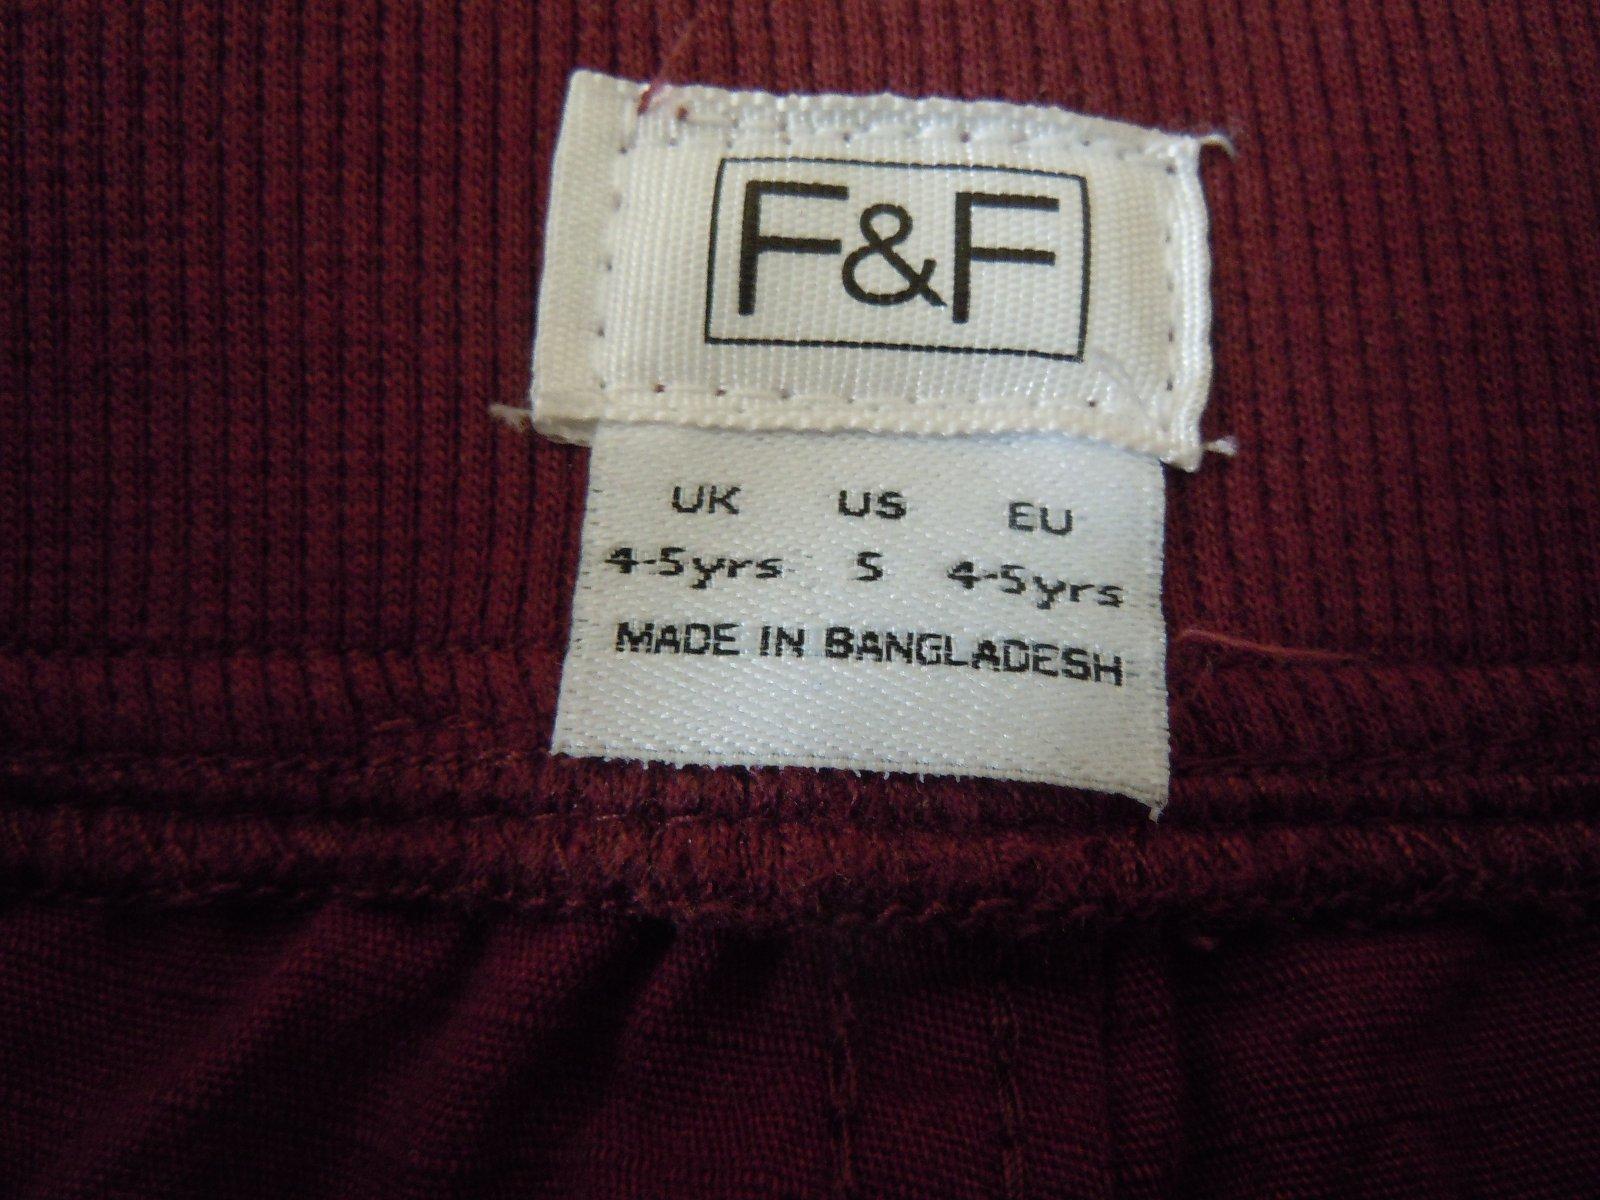 F&F
UK US EU
4-5yrs 5 4-5yrs
MADE IN BANGLADESH